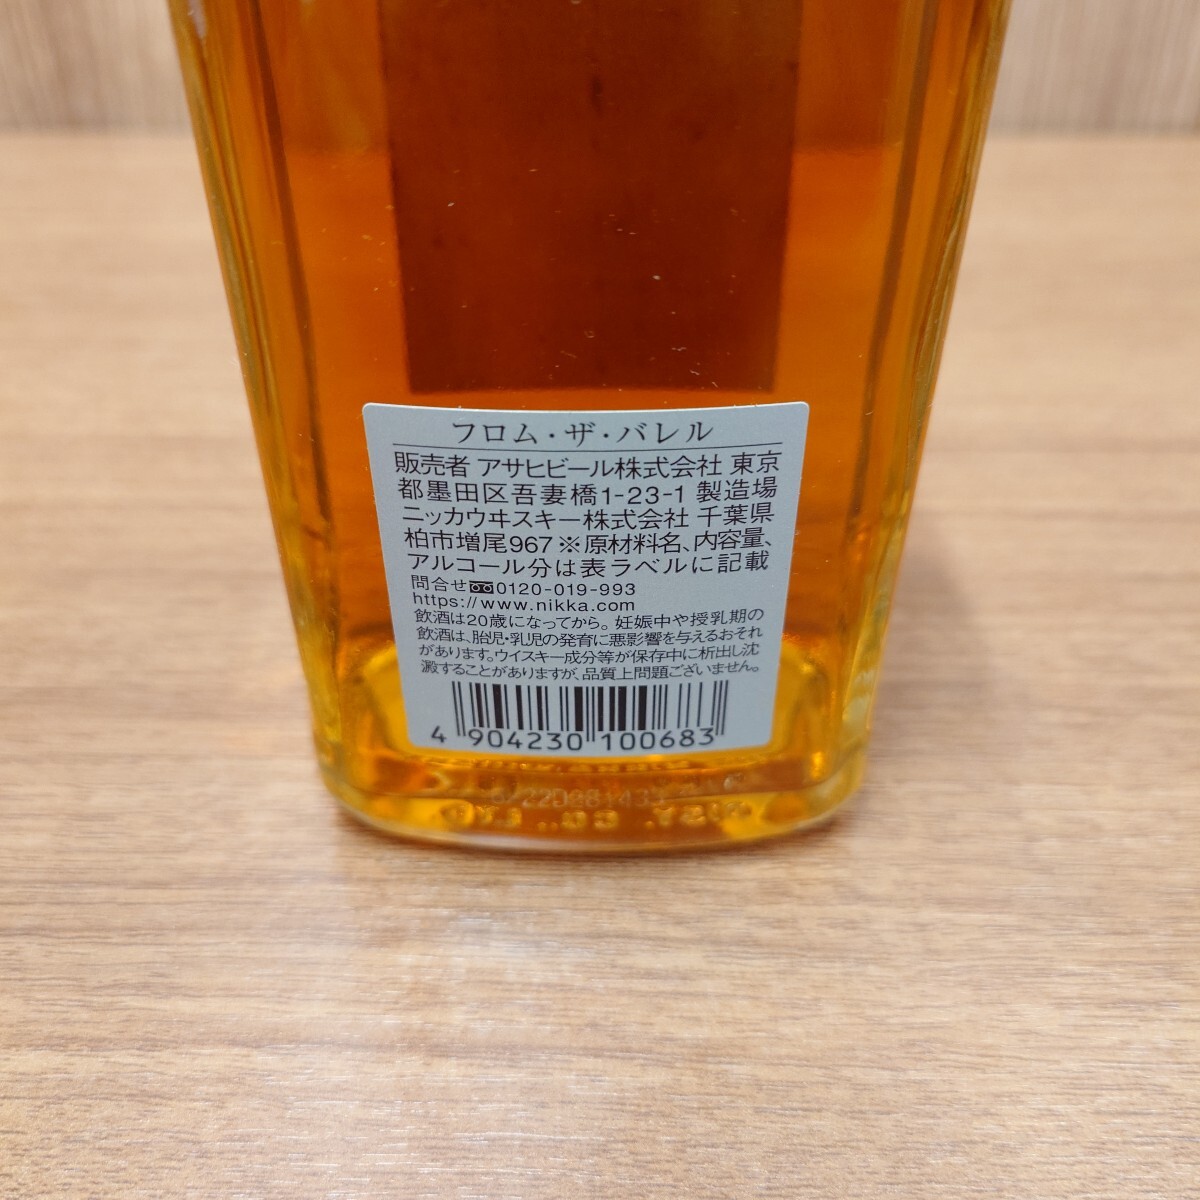 フロム・ザ・バレル
販売者 アサヒビール株式会社 東京
都墨田区吾妻橋1-23-1 製造場
ニッカウヰスキー株式会社 千葉県
柏市増尾967 ※原材料名、内容量、
アルコール分は表ラベルに記載
問合せ 0120-019-993
https://www.nikka.com
飲酒は20歳になってから。妊娠中や授乳期の
飲酒は、胎児・乳児の発育に悪影響を与えるおそれ
があります。ウイスキー成分等が保存中に析出し沈
澱することがありますが、品質上問題ございません。
4 904230 100683